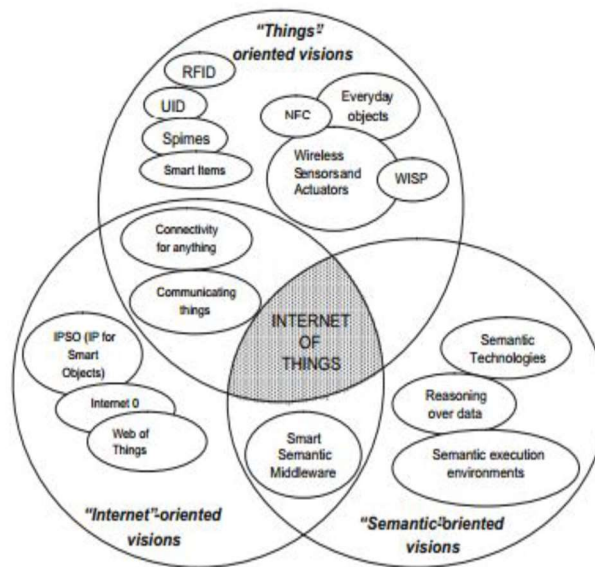 “Things”-
oriented visions
RFID
UID
Spimes
Smart Items
NFC
Everyday
objects
Wireless
Sensors and
Actuators
WISP
Connectivity
for anything
Communicating
things
INTERNET
OF
THINGS
IPSO (IP for
Smart
Objects)
Internet 0
Web of
Things
Semantic
Technologies
Reasoning
over data
Semantic execution
environments
Smart
Semantic
Middleware
“Internet”-oriented
visions
“Semantic”-oriented
visions